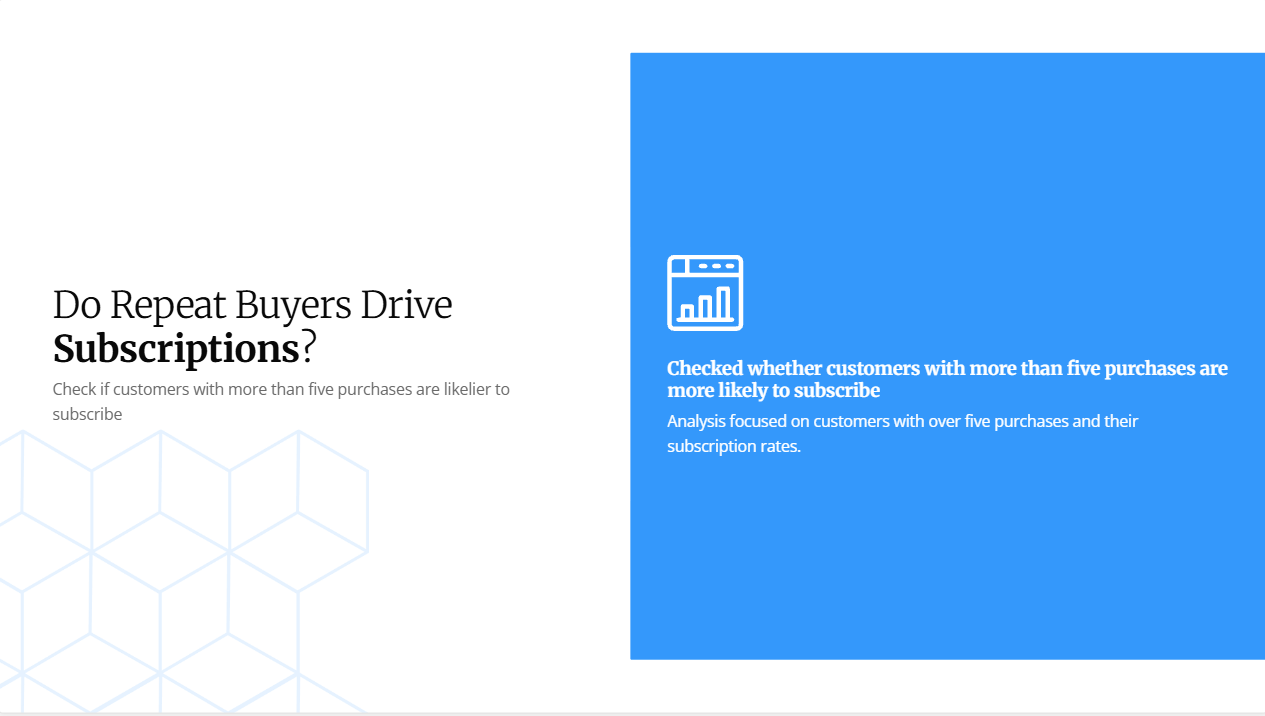 Do Repeat Buyers Drive
Subscriptions?
Check if customers with more than five purchases are likelier to
subscribe
Checked whether customers with more than five purchases are
more likely to subscribe
Analysis focused on customers with over five purchases and their
subscription rates.